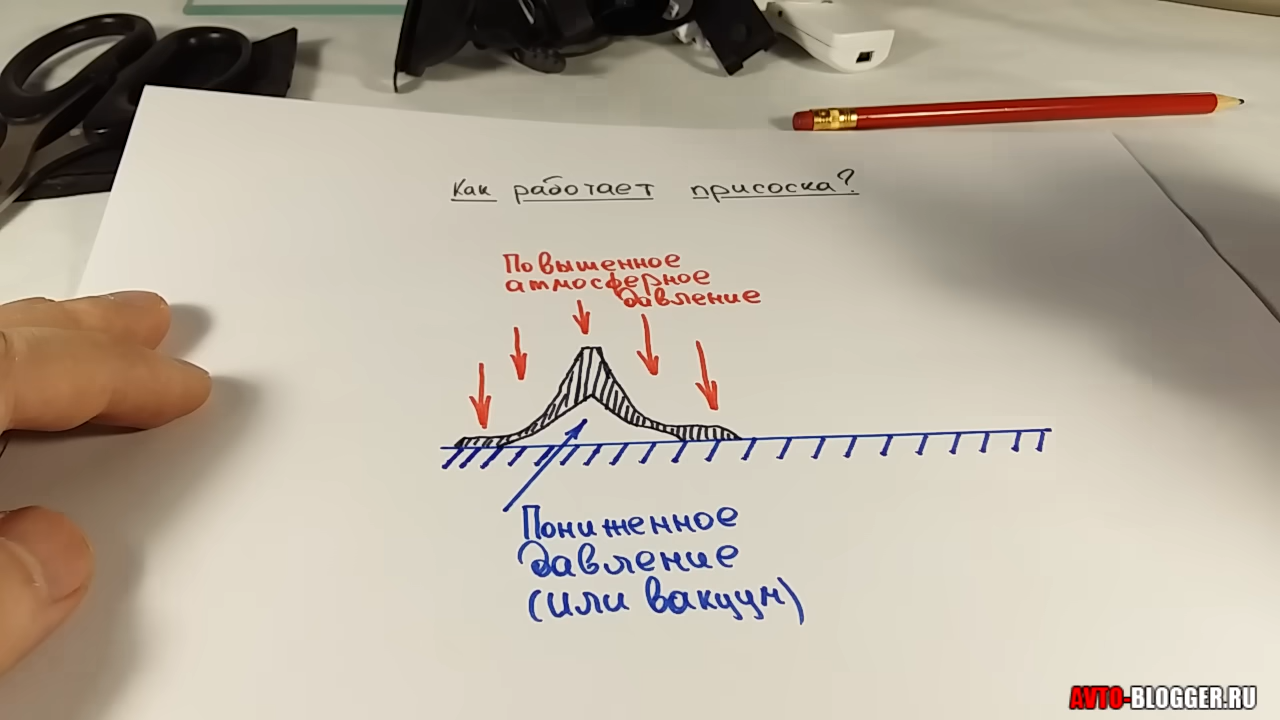 Как работает присоска?
Повышенное
атмосферное
давление
Пониженное
давление
(или вакуум)
AVTO-BLOGGER.RU